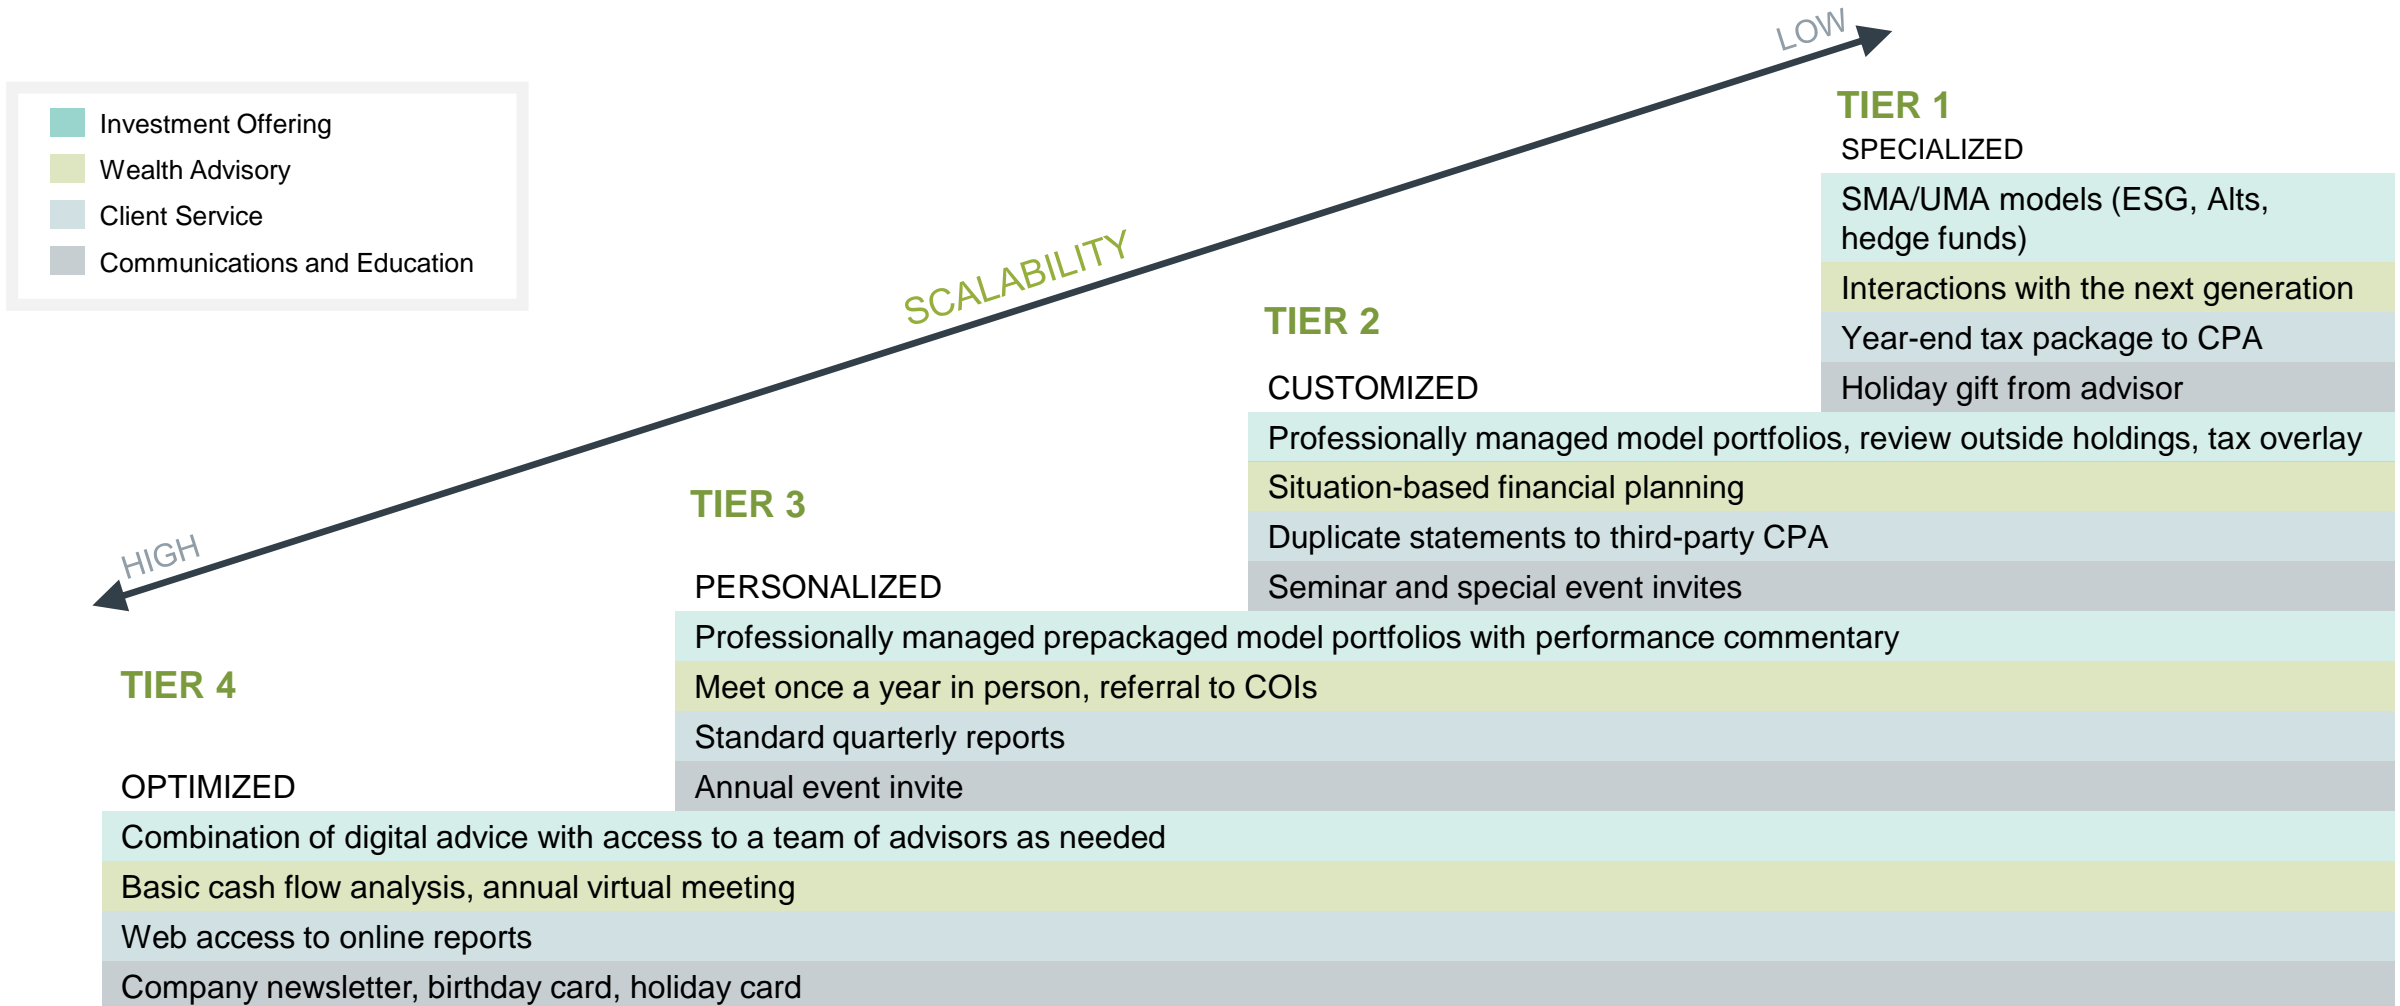 LOW
Investment Offering
Wealth Advisory
Client Service
Communications and Education
SCALABILITY
HIGH
TIER 1
SPECIALIZED
SMA/UMA models (ESG, Alts,
hedge funds)
Interactions with the next generation
Year-end tax package to CPA
Holiday gift from advisor
TIER 2
CUSTOMIZED
Professionally managed model portfolios, review outside holdings, tax overlay
Situation-based financial planning
Duplicate statements to third-party CPA
Seminar and special event invites
TIER 3
PERSONALIZED
Professionally managed prepackaged model portfolios with performance commentary
Meet once a year in person, referral to COIs
Standard quarterly reports
Annual event invite
TIER 4
OPTIMIZED
Combination of digital advice with access to a team of advisors as needed
Basic cash flow analysis, annual virtual meeting
Web access to online reports
Company newsletter, birthday card, holiday card